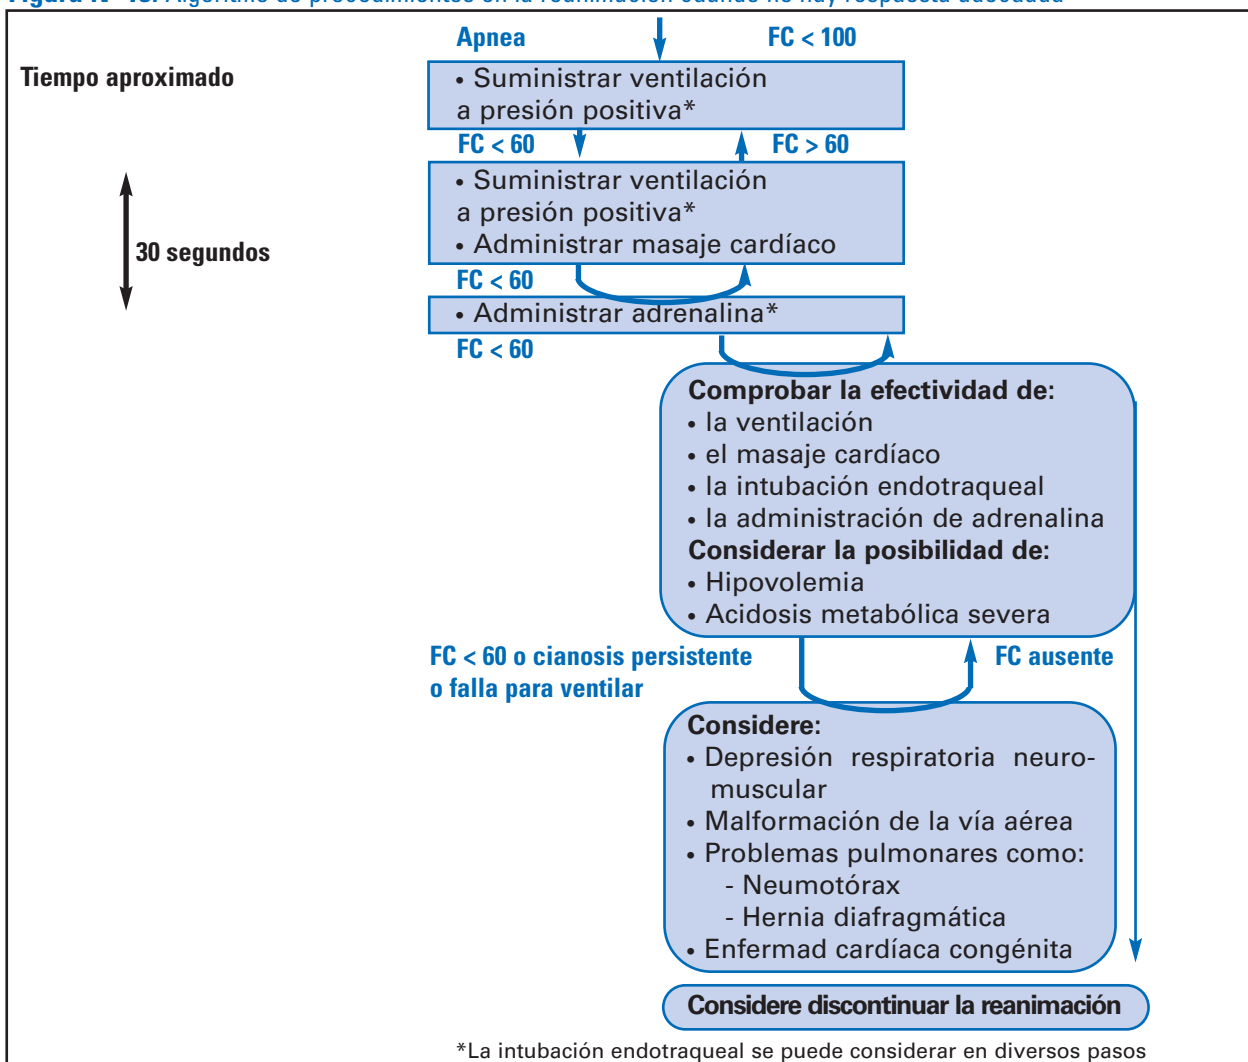 Apnea FC < 100
Tiempo aproximado
• Suministrar ventilación
a presión positiva*
FC < 60 FC > 60
• Suministrar ventilación
a presión positiva*
• Administrar masaje cardíaco
30 segundos
FC < 60
• Administrar adrenalina*
FC < 60
Comprobar la efectividad de:
• la ventilación
• el masaje cardíaco
• la intubación endotraqueal
• la administración de adrenalina
Considerar la posibilidad de:
• Hipovolemia
• Acidosis metabólica severa
FC < 60 o cianosis persistente
o falla para ventilar
FC ausente
Considere:
• Depresión respiratoria neuro-
muscular
• Malformación de la vía aérea
• Problemas pulmonares como:
- Neumotórax
- Hernia diafragmática
• Enfermad cardíaca congénita
Considere discontinuar la reanimación
*La intubación endotraqueal se puede considerar en diversos pasos